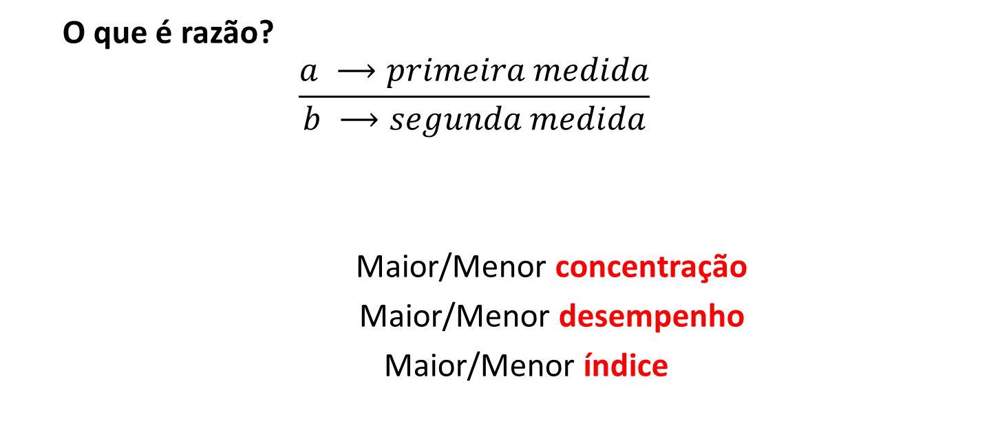 O que é razão?
a ⟶ primeira medida
b ⟶ segunda medida
Maior/Menor concentração
Maior/Menor desempenho
Maior/Menor índice